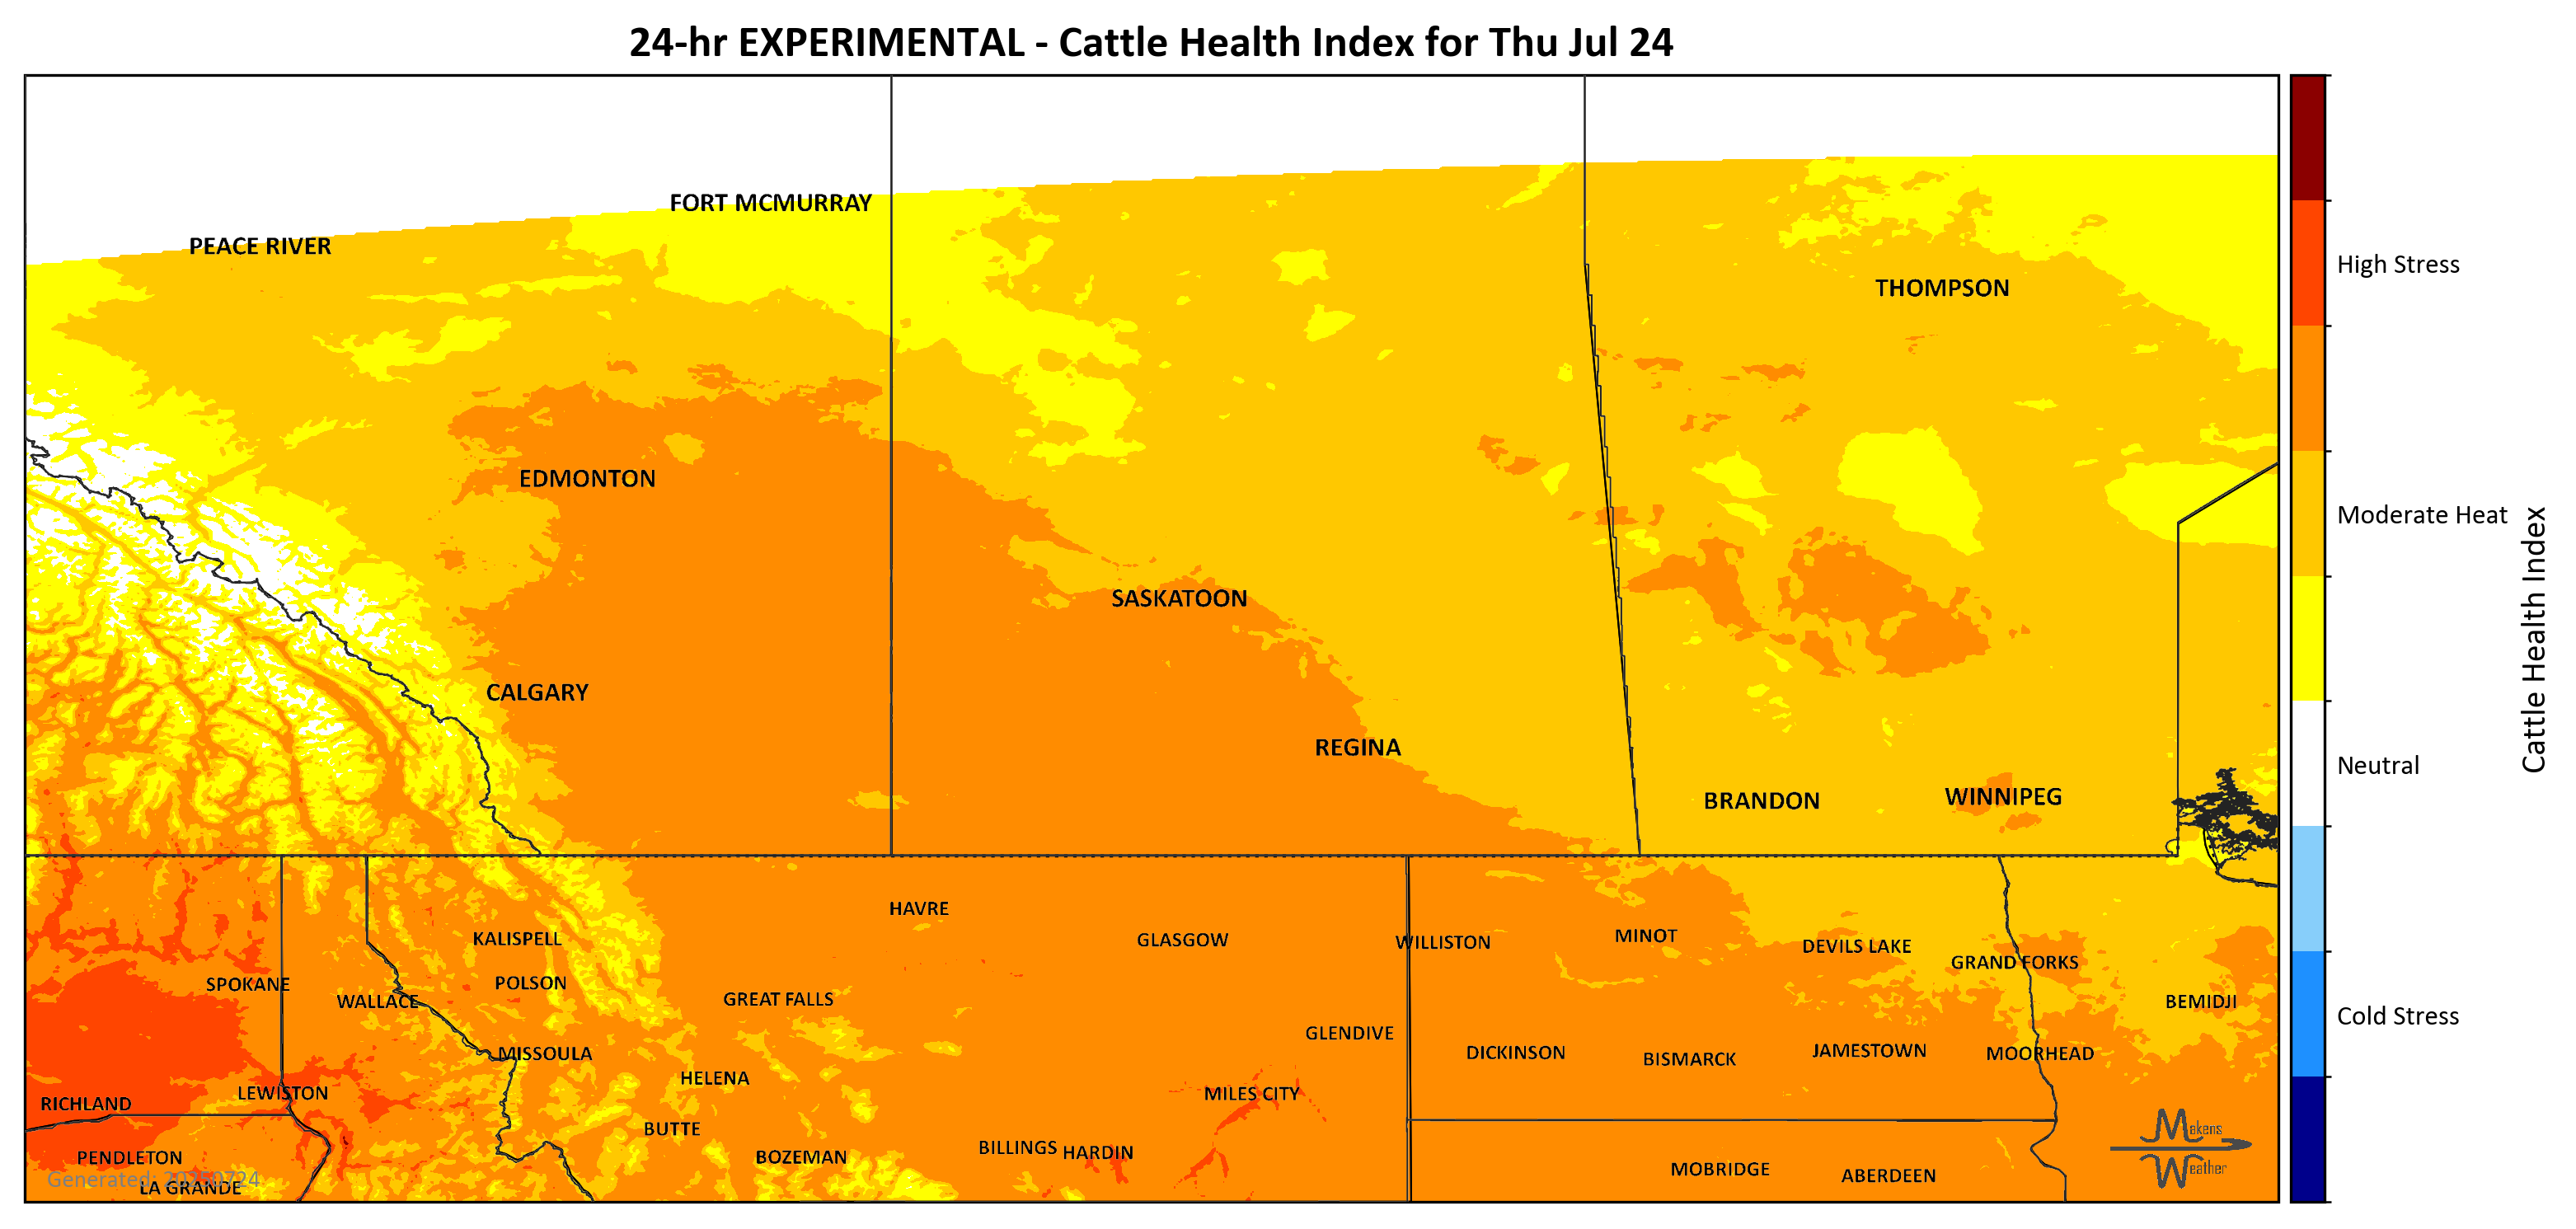 24-hr EXPERIMENTAL - Cattle Health Index for Thu Jul 24
FORT MCMURRAY
PEACE RIVER
THOMPSON
EDMONTON
SASKATOON
CALGARY
REGINA
BRANDON
WINNIPEG
HAVRE
KALISPELL
GLASGOW
WILLISTON
MINOT
DEVILS LAKE
GRAND FORKS
SPOKANE
POLSON
WALLACE
GREAT FALLS
BEMIDJI
GLENDIVE
MISSOULA
DICKINSON
BISMARCK
JAMESTOWN
MOORHEAD
HELENA
LEWISTON
MILES CITY
RICHLAND
BUTTE
BILLINGS
HARDIN
PENDLETON
BOZEMAN
MOBRIDGE
ABERDEEN
Generated: 20250724
LA GRANDE
Makens
Weather
High Stress
Moderate Heat
Neutral
Cold Stress
Cattle Health Index